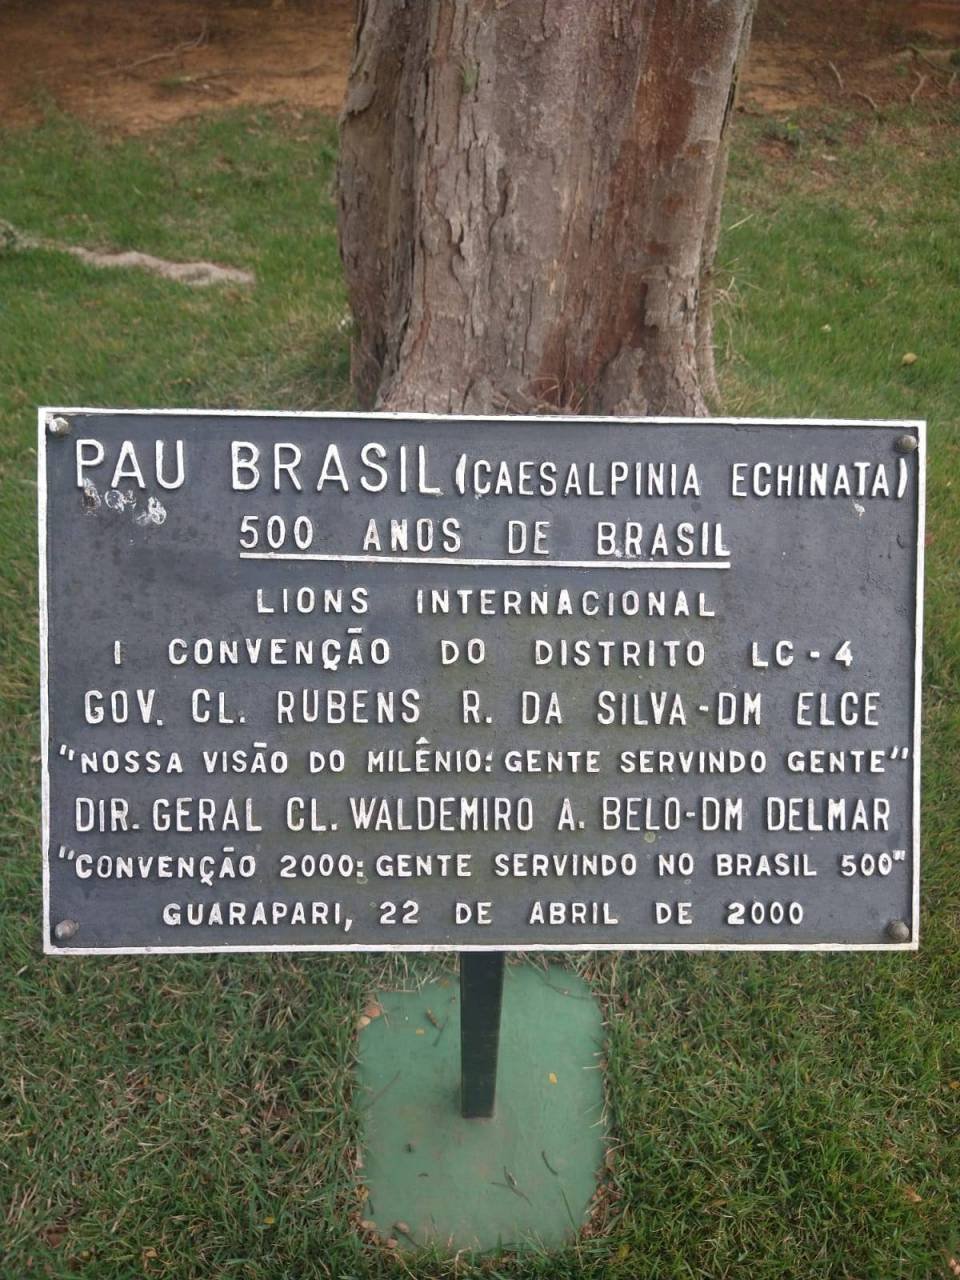 PAU BRASIL (CAESALPINIA ECHINATA)
500 ANOS DE BRASIL
LIONS INTERNACIONAL
I CONVENÇÃO DO DISTRITO LC-4
GOV. CL. RUBENS R. DA SILVA-DM ELCE
"NOSSA VISÃO DO MILÊNIO: GENTE SERVINDO GENTE"
DIR. GERAL CL. WALDEMIRO A. BELO-DM DELMAR
"CONVENÇÃO 2000: GENTE SERVINDO NO BRASIL 500"
GUARAPARI, 22 DE ABRIL DE 2000